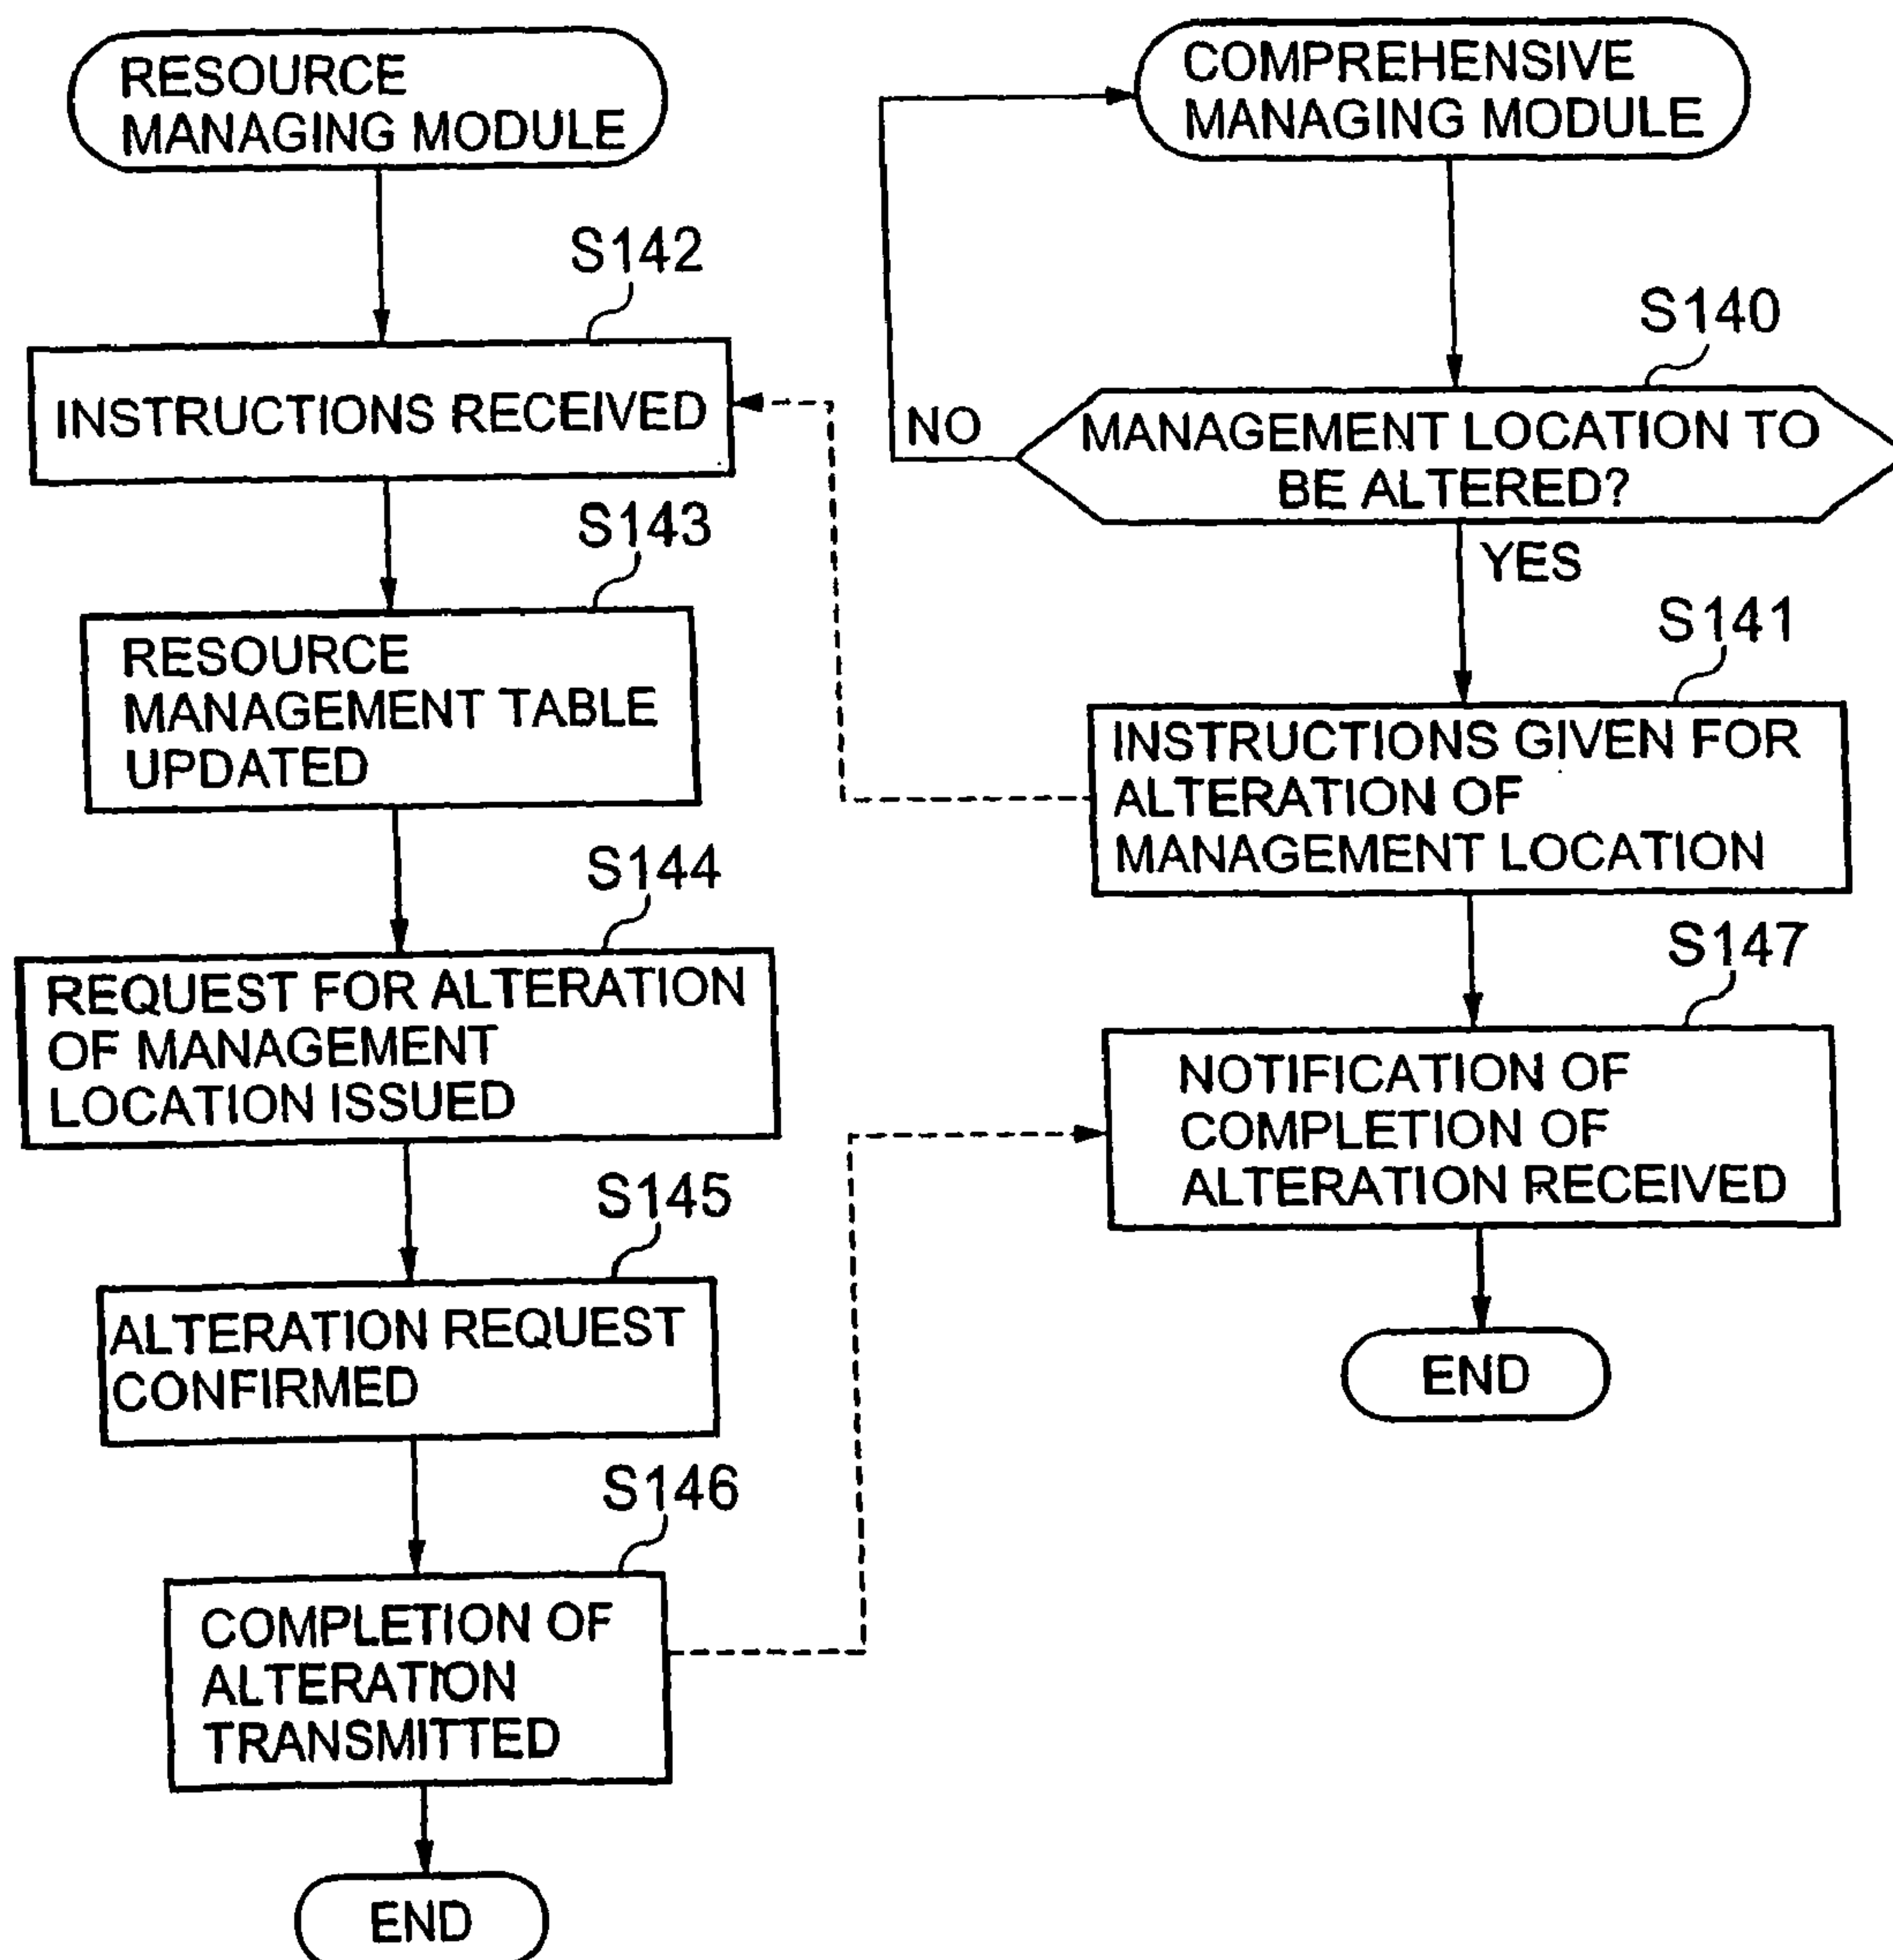 RESOURCE
MANAGING MODULE
S142
INSTRUCTIONS RECEIVED
S143
RESOURCE
MANAGEMENT TABLE
UPDATED
S144
REQUEST FOR ALTERATION
OF MANAGEMENT
LOCATION ISSUED
S145
ALTERATION REQUEST
CONFIRMED
S146
COMPLETION OF
ALTERATION
TRANSMITTED
END
COMPREHENSIVE
MANAGING MODULE
S140
MANAGEMENT LOCATION TO
BE ALTERED?
NO
YES
S141
INSTRUCTIONS GIVEN FOR
ALTERATION OF
MANAGEMENT LOCATION
S147
NOTIFICATION OF
COMPLETION OF
ALTERATION RECEIVED
END